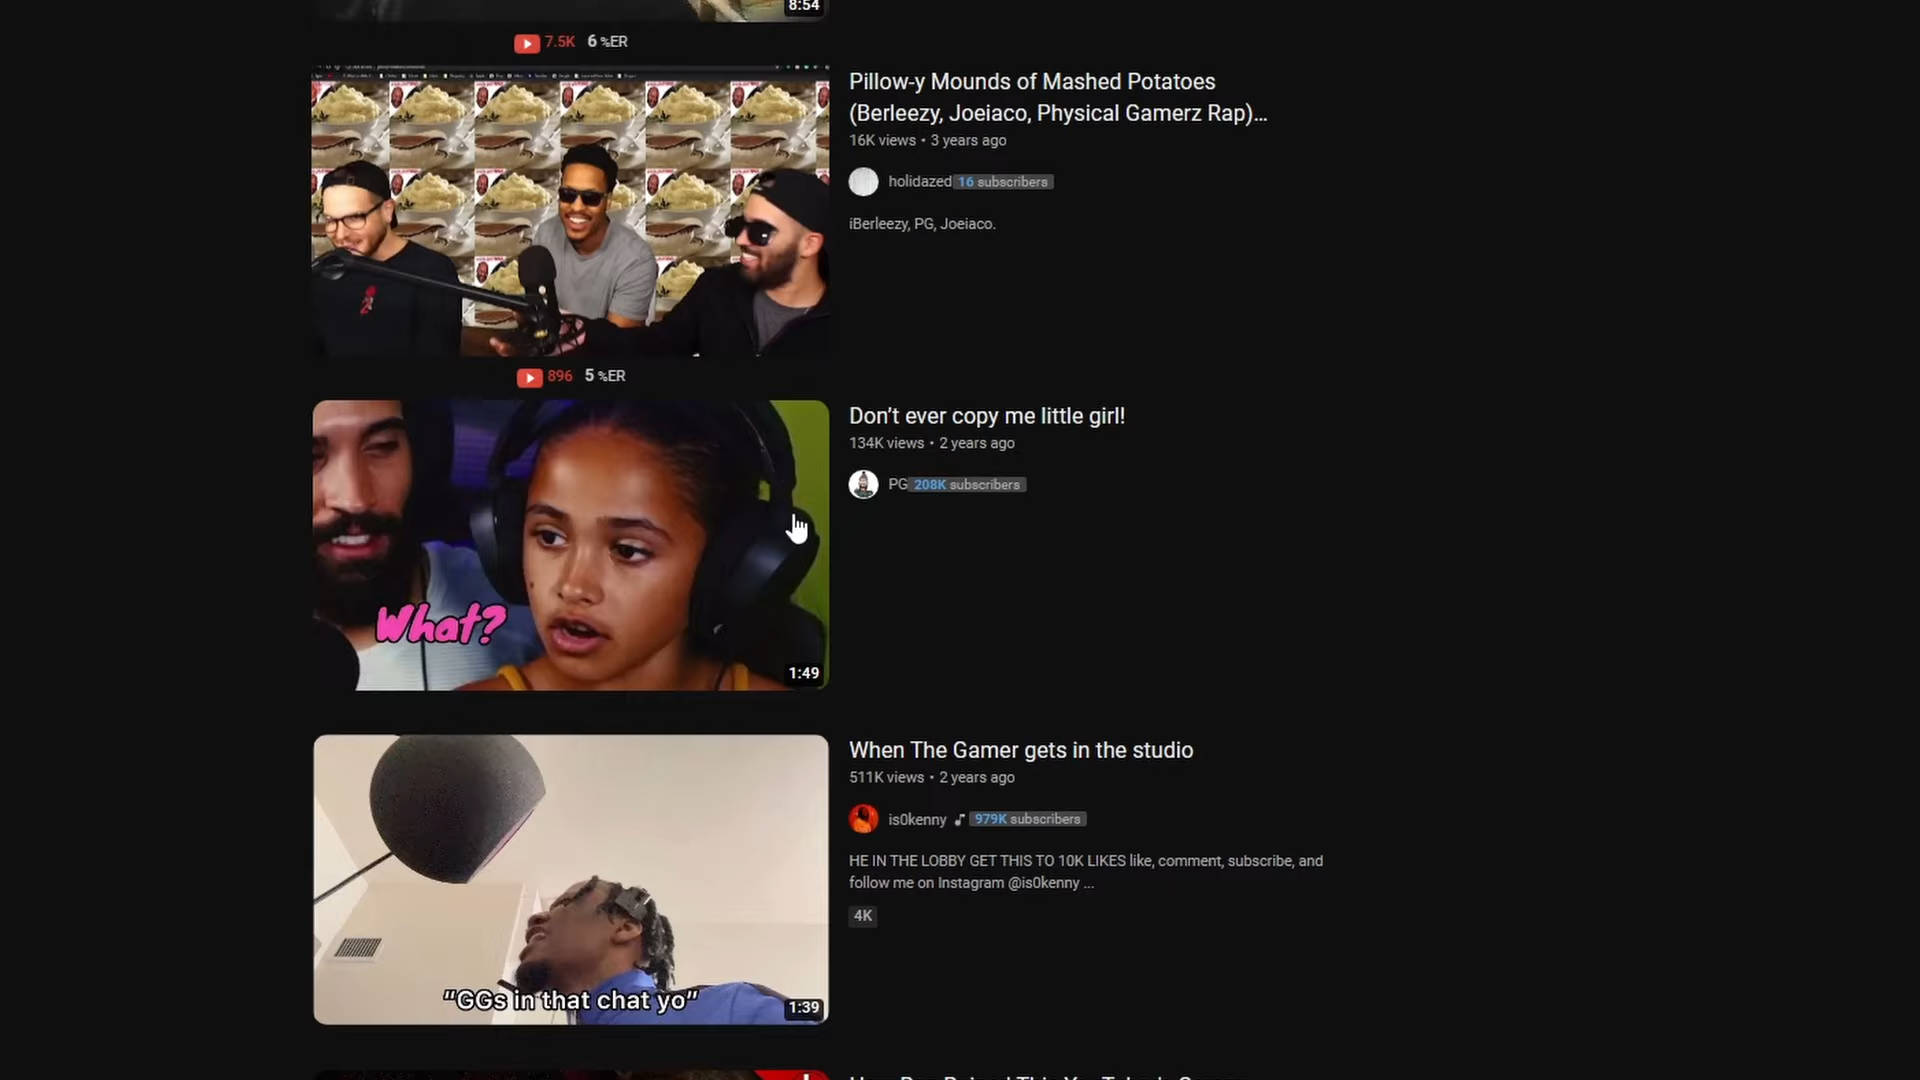 8:54
7.5K 6 %ER
Pillow-y Mounds of Mashed Potatoes
(Berleezy, Joeiaco, Physical Gamerz Rap)...
16K views • 3 years ago
holidazed 16 subscribers
iBerleezy, PG, Joeiaco.
896 5 %ER
Don’t ever copy me little girl!
134K views • 2 years ago
PG 208K subscribers
What?
1:49
When The Gamer gets in the studio
511K views • 2 years ago
is0kenny 979K subscribers
HE IN THE LOBBY GET THIS TO 10K LIKES like, comment, subscribe, and
follow me on Instagram @is0kenny ...
4K
"GGs in that chat yo"
1:39